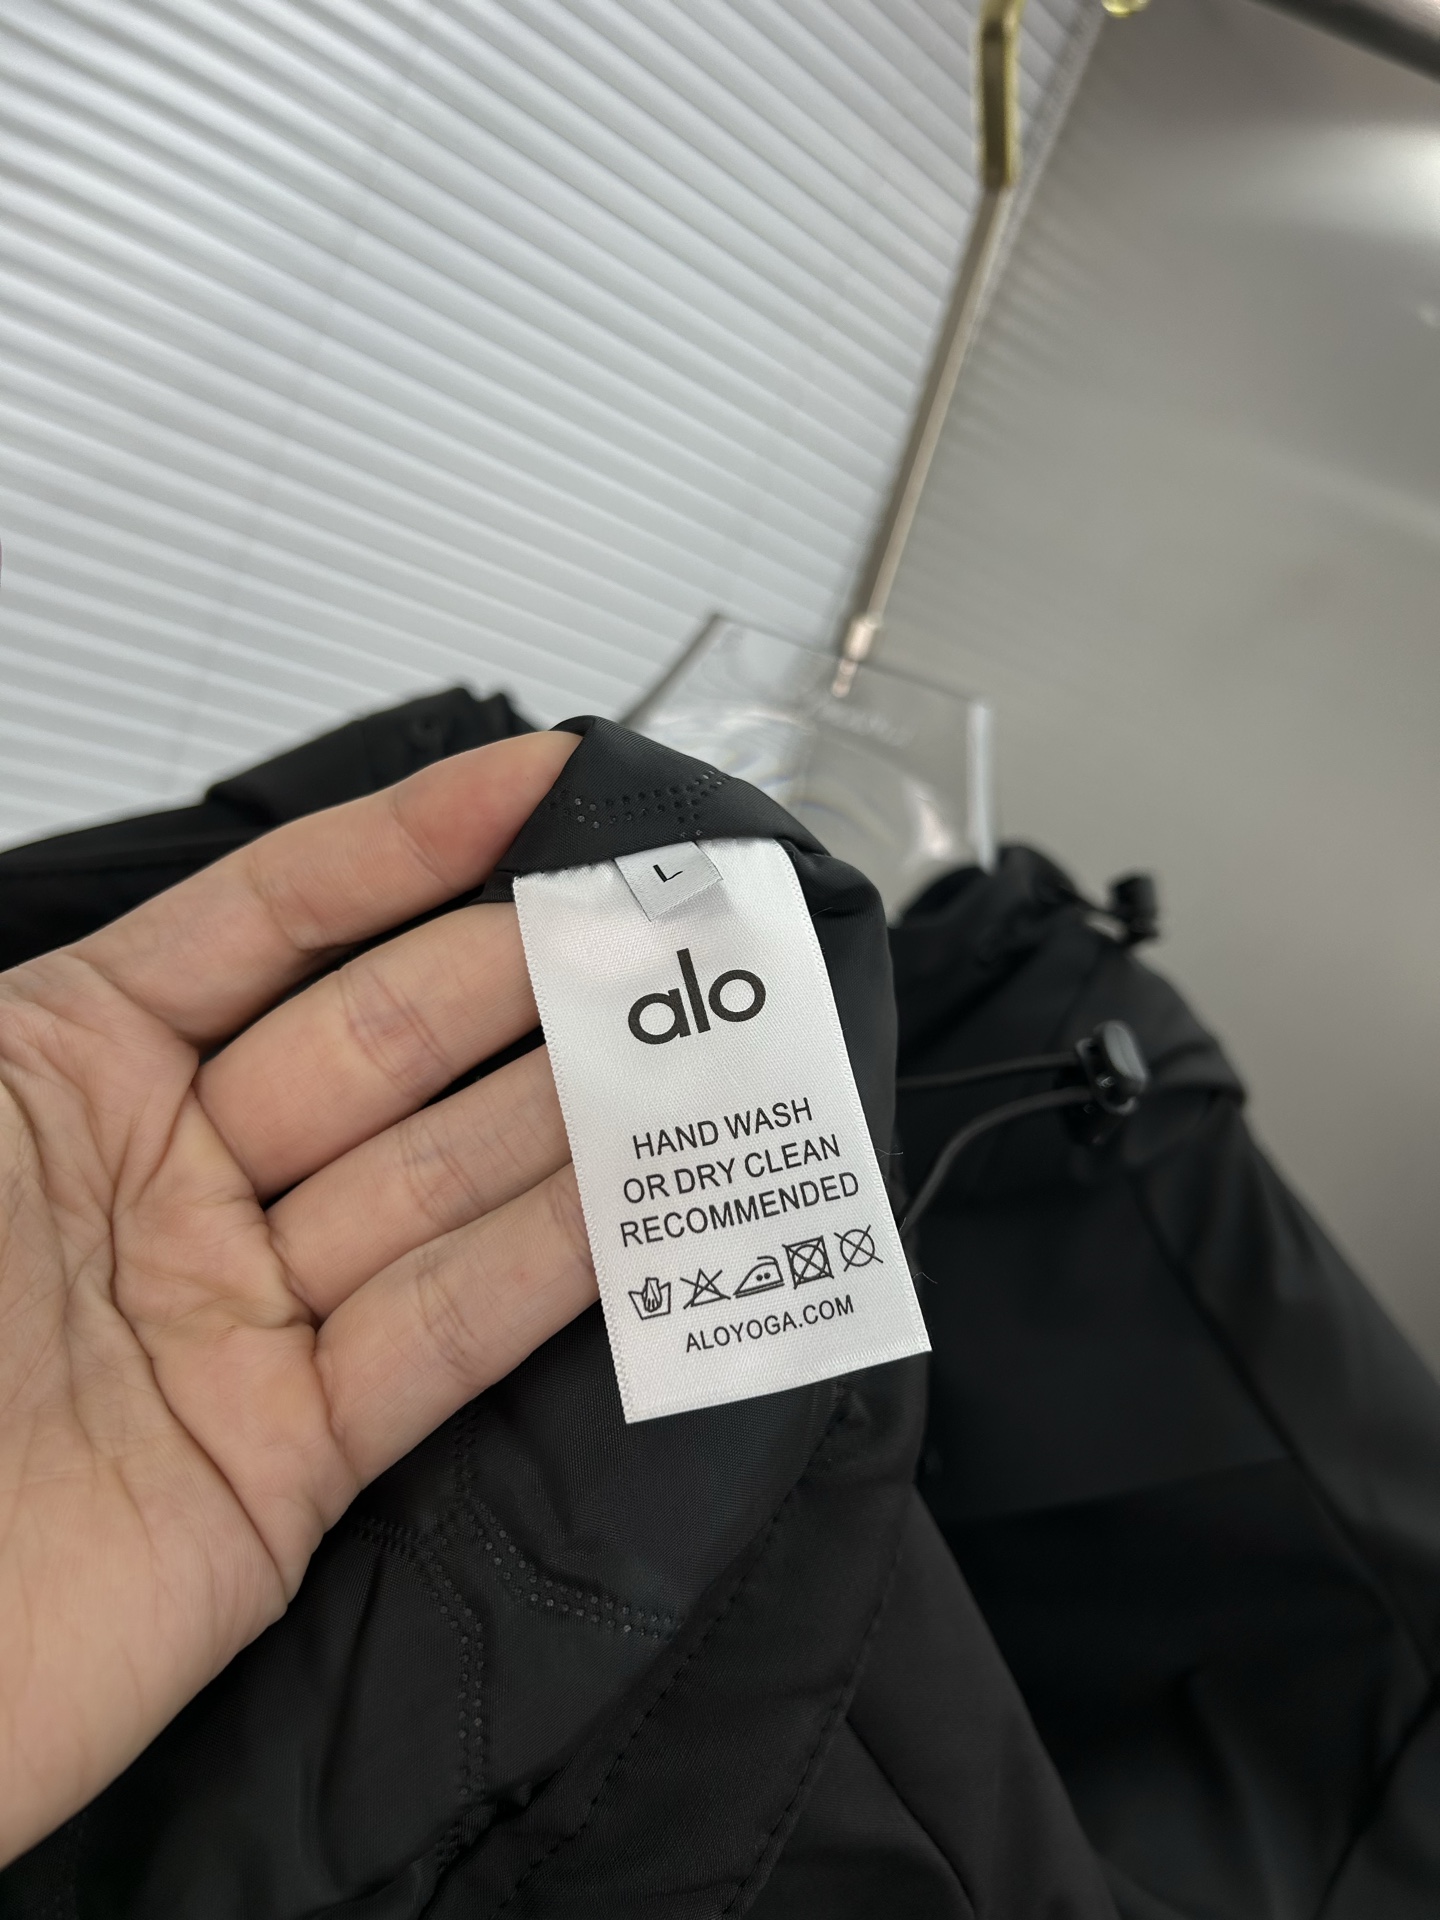 L
alo
HAND WASH
OR DRY CLEAN
RECOMMENDED
ALOYOGA.COM